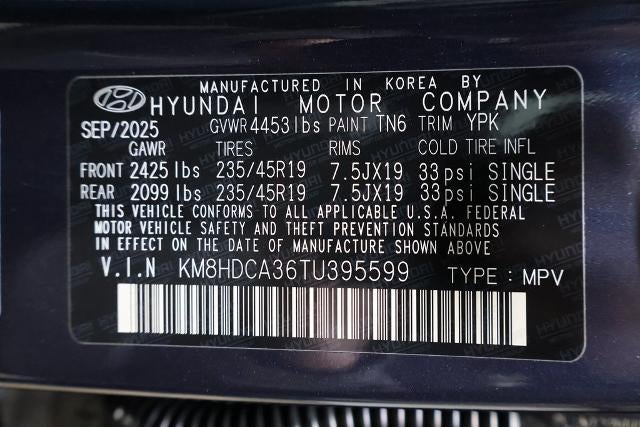 MANUFACTURED IN KOREA BY
HYUNDAI MOTOR COMPANY
SEP/2025 GVWR 4453 lbs PAINT TN6 TRIM YPK
GAWR TIRES RIMS COLD TIRE INFL
FRONT 2425 lbs 235/45R19 7.5JX19 33 psi SINGLE
REAR 2099 lbs 235/45R19 7.5JX19 33 psi SINGLE
THIS VEHICLE CONFORMS TO ALL APPLICABLE U.S.A. FEDERAL
MOTOR VEHICLE SAFETY AND THEFT PREVENTION STANDARDS
IN EFFECT ON THE DATE OF MANUFACTURE SHOWN ABOVE
V.I.N KM8HDCA36TU395599 TYPE : MPV